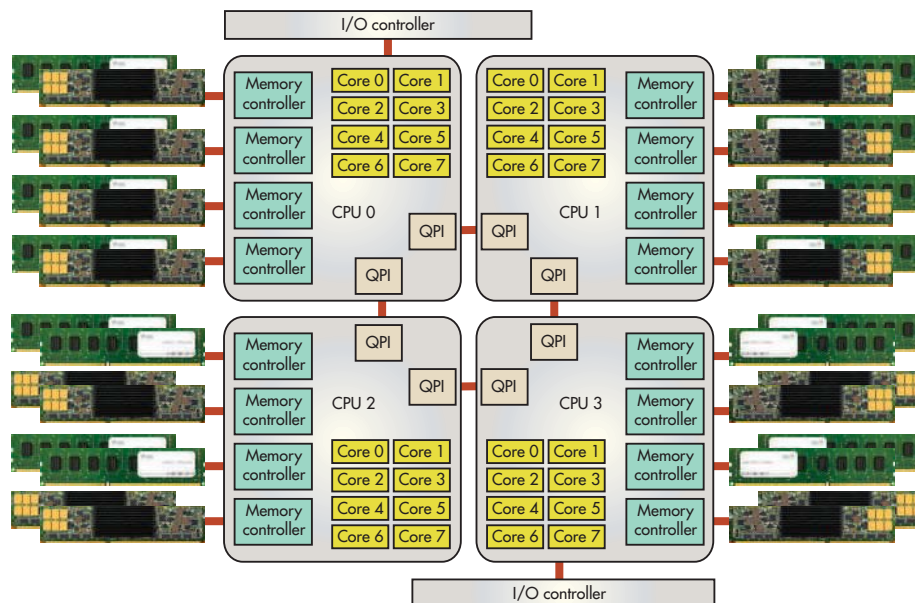 I/O controller
Memory
controller
Memory
controller
Memory
controller
Memory
controller
Core 0 Core 1
Core 2 Core 3
Core 4 Core 5
Core 6 Core 7
CPU 0
QPI
QPI
Core 0 Core 1
Core 2 Core 3
Core 4 Core 5
Core 6 Core 7
Memory
controller
Memory
controller
Memory
controller
Memory
controller
CPU 1
QPI
QPI
Memory
controller
Memory
controller
Memory
controller
Memory
controller
QPI
QPI
CPU 2
Core 0 Core 1
Core 2 Core 3
Core 4 Core 5
Core 6 Core 7
QPI
QPI
CPU 3
Core 0 Core 1
Core 2 Core 3
Core 4 Core 5
Core 6 Core 7
Memory
controller
Memory
controller
Memory
controller
Memory
controller
I/O controller